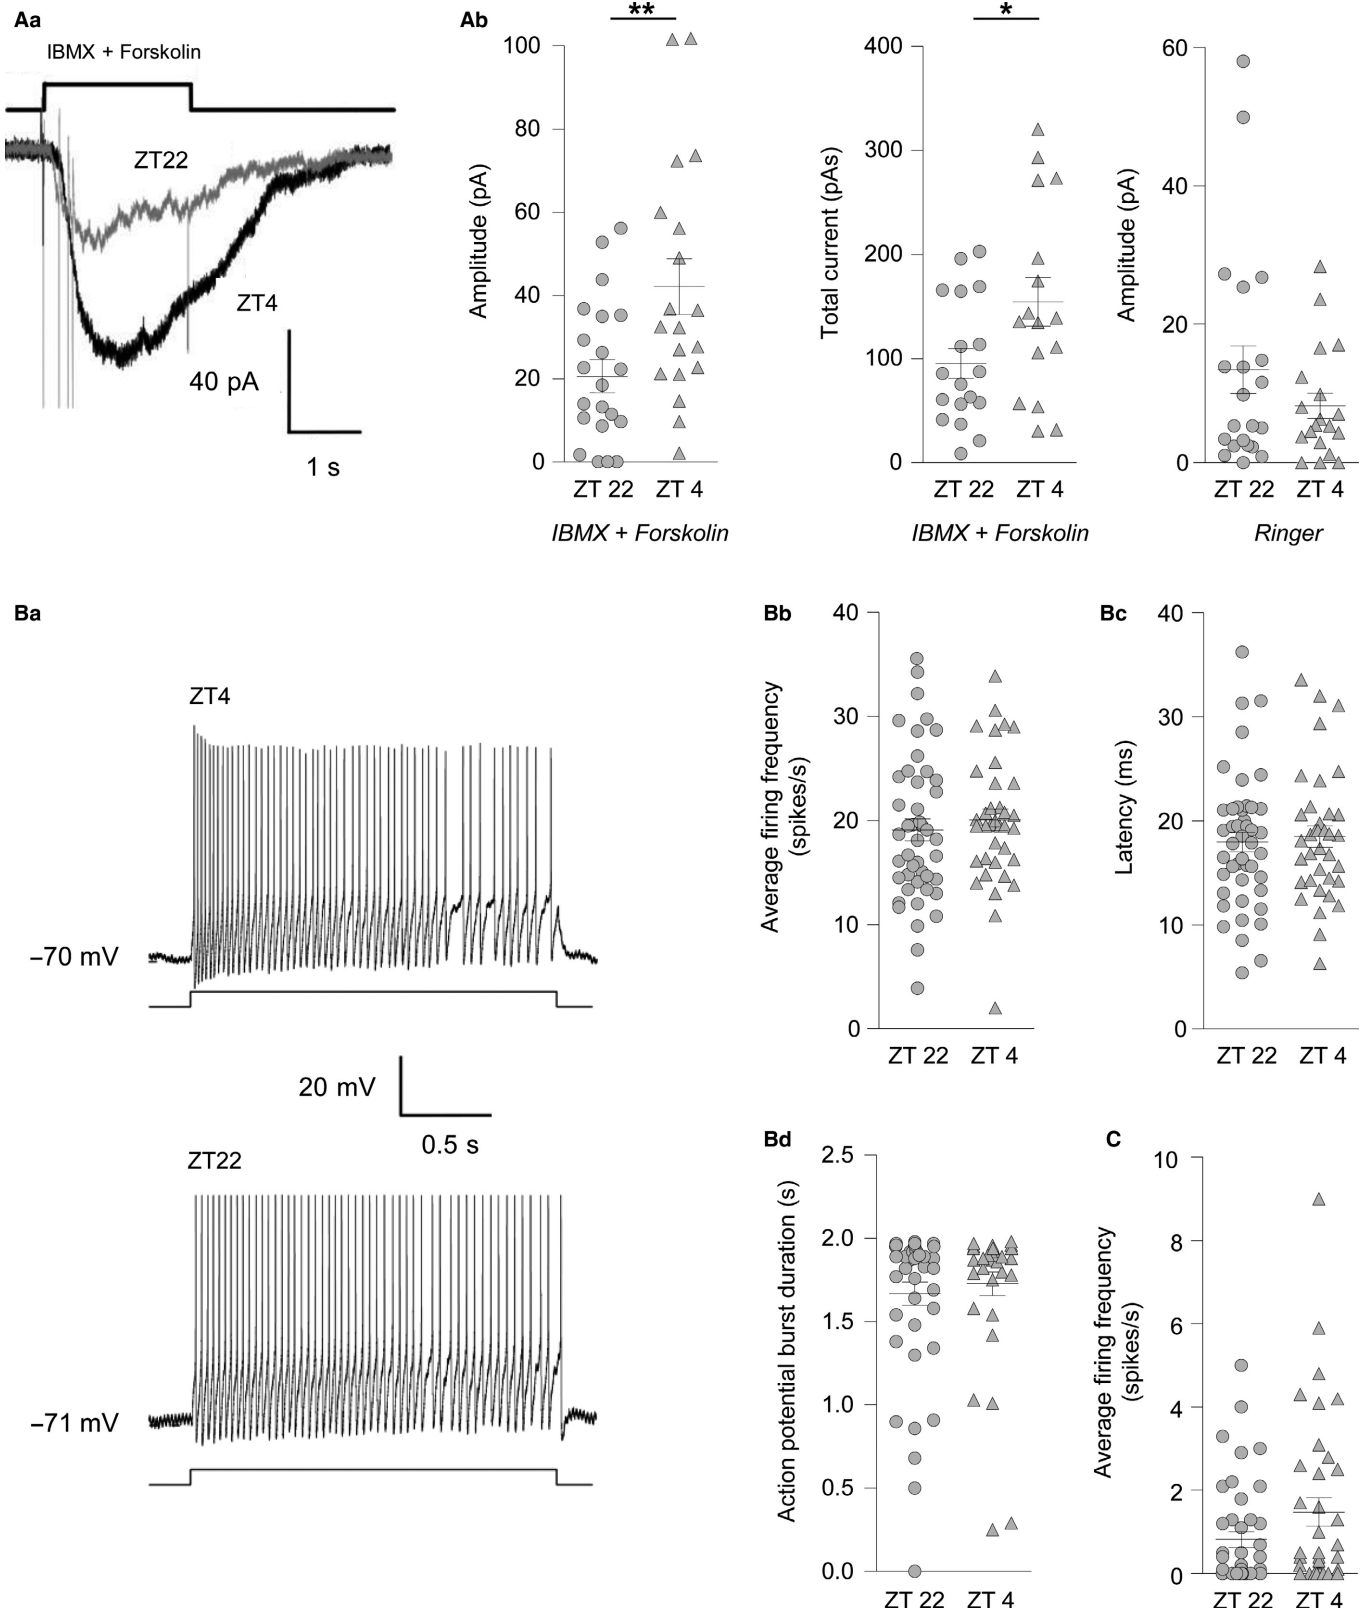 Aa
IBMX + Forskolin
ZT22
ZT4
40 pA
1 s
Ab
**
Amplitude (pA)
100
80
60
40
20
0
ZT 22
ZT 4
IBMX + Forskolin
*
Total current (pAs)
400
300
200
100
0
ZT 22
ZT 4
IBMX + Forskolin
Amplitude (pA)
60
40
20
0
ZT 22
ZT 4
Ringer
Ba
ZT4
−70 mV
20 mV
0.5 s
ZT22
−71 mV
Bb
Average firing frequency
(spikes/s)
40
30
20
10
0
ZT 22
ZT 4
Bc
Latency (ms)
40
30
20
10
0
ZT 22
ZT 4
Bd
Action potential burst duration (s)
2.5
2.0
1.5
1.0
0.5
0.0
ZT 22
ZT 4
C
Average firing frequency
(spikes/s)
10
8
6
4
2
0
ZT 22
ZT 4